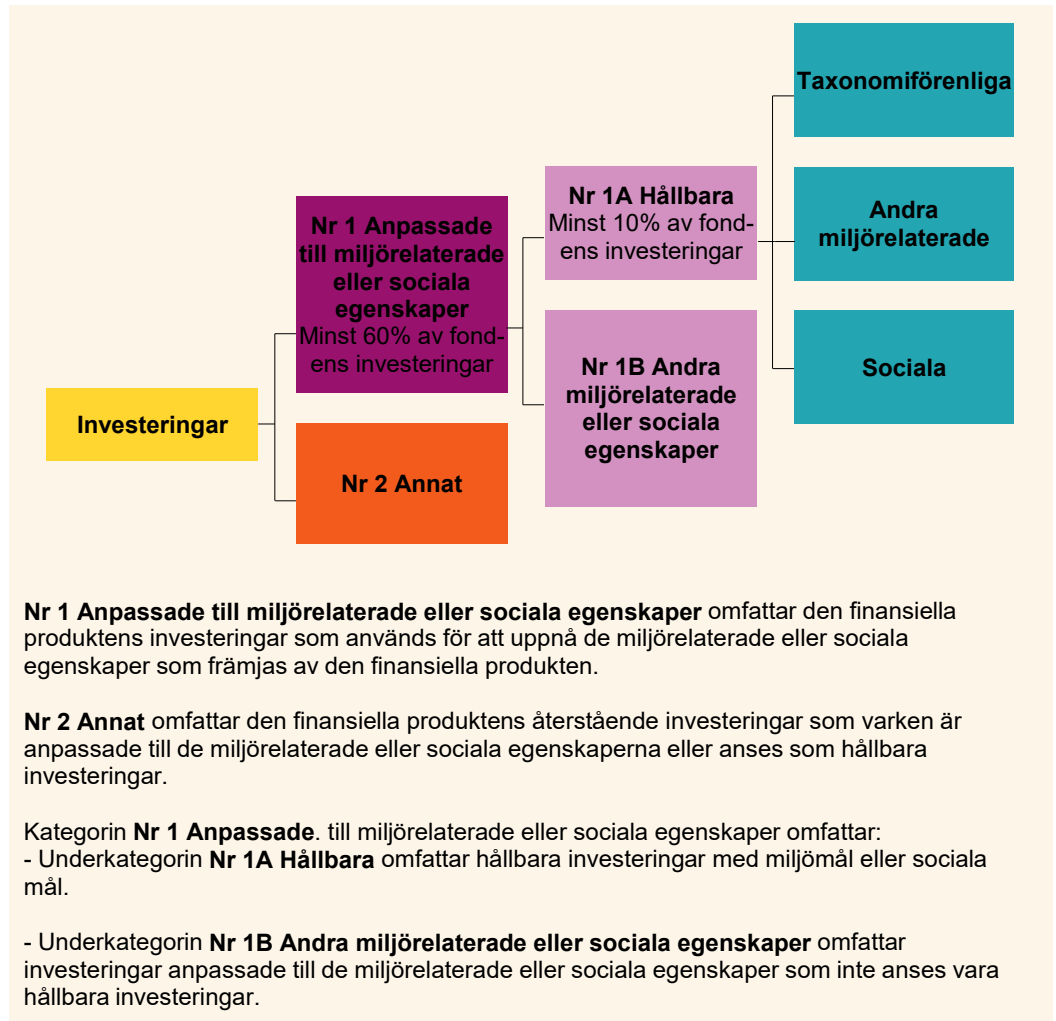 Taxonomiförenliga
Nr 1A Hållbara
Minst 10% av fond-
ens investeringar
Andra
miljörelaterade
Nr 1 Anpassade
till miljörelaterade
eller sociala
egenskaper
Minst 60% av fond-
ens investeringar
Nr 1B Andra
miljörelaterade
eller sociala
egenskaper
Sociala
Investeringar
Nr 2 Annat
Nr 1 Anpassade till miljörelaterade eller sociala egenskaper omfattar den finansiella
produktens investeringar som används för att uppnå de miljörelaterade eller sociala
egenskaper som främjas av den finansiella produkten.
Nr 2 Annat omfattar den finansiella produktens återstående investeringar som varken är
anpassade till de miljörelaterade eller sociala egenskaperna eller anses som hållbara
investeringar.
Kategorin Nr 1 Anpassade. till miljörelaterade eller sociala egenskaper omfattar:
- Underkategorin Nr 1A Hållbara omfattar hållbara investeringar med miljömål eller sociala
mål.
- Underkategorin Nr 1B Andra miljörelaterade eller sociala egenskaper omfattar
investeringar anpassade till de miljörelaterade eller sociala egenskaper som inte anses vara
hållbara investeringar.